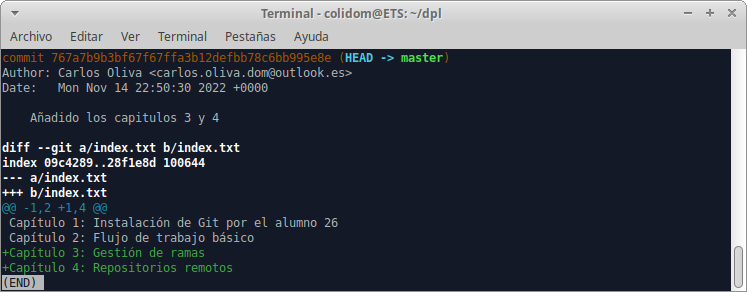 Terminal - colidom@ETS: ~/dpl
Archivo Editar Ver Terminal Pestañas Ayuda
commit 767a7b9b3bf67f67ffa3b12defbb78c6bb995e8e (HEAD -> master)
Author: Carlos Oliva <carlos.oliva.dom@outlook.es>
Date:   Mon Nov 14 22:50:30 2022 +0000
    Añadido los capitulos 3 y 4
diff --git a/index.txt b/index.txt
index 09c4289..28f1e8d 100644
--- a/index.txt
+++ b/index.txt
@@ -1,2 +1,4 @@
 Capítulo 1: Instalación de Git por el alumno 26
 Capítulo 2: Flujo de trabajo básico
+Capítulo 3: Gestión de ramas
+Capítulo 4: Repositorios remotos
(END)